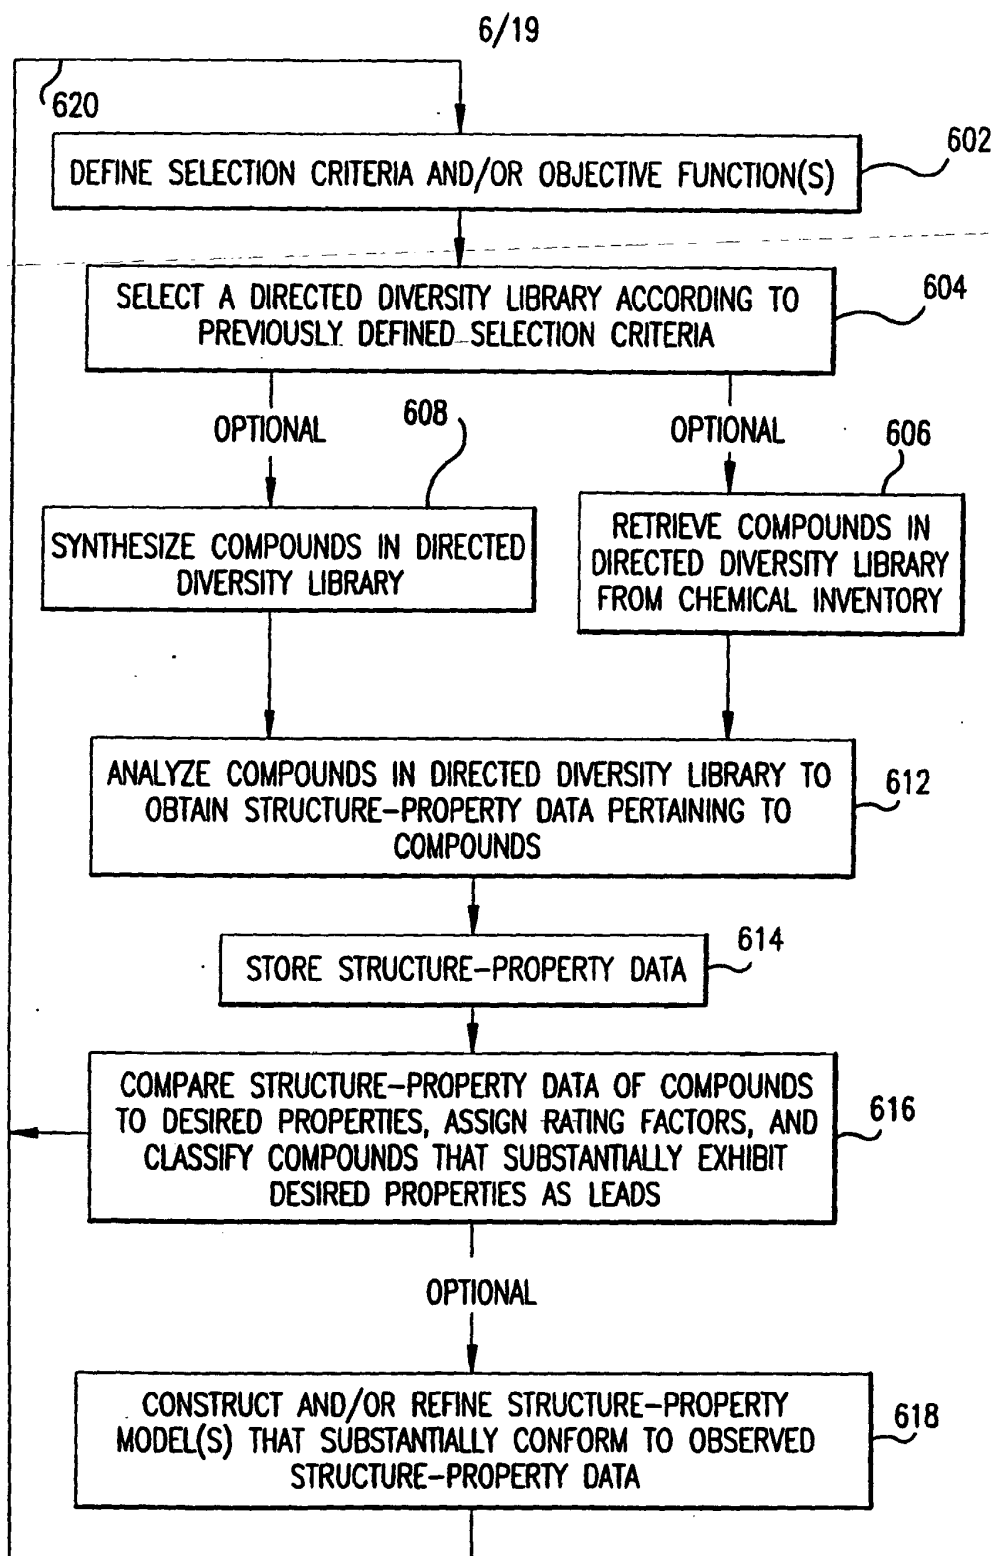 6/19
620
602
DEFINE SELECTION CRITERIA AND/OR OBJECTIVE FUNCTION(S)
604
SELECT A DIRECTED DIVERSITY LIBRARY ACCORDING TO
PREVIOUSLY DEFINED SELECTION CRITERIA
OPTIONAL
608
OPTIONAL
606
SYNTHESIZE COMPOUNDS IN DIRECTED
DIVERSITY LIBRARY
RETRIEVE COMPOUNDS IN
DIRECTED DIVERSITY LIBRARY
FROM CHEMICAL INVENTORY
ANALYZE COMPOUNDS IN DIRECTED DIVERSITY LIBRARY TO
OBTAIN STRUCTURE-PROPERTY DATA PERTAINING TO
COMPOUNDS
612
STORE STRUCTURE-PROPERTY DATA
614
COMPARE STRUCTURE-PROPERTY DATA OF COMPOUNDS
TO DESIRED PROPERTIES, ASSIGN RATING FACTORS, AND
CLASSIFY COMPOUNDS THAT SUBSTANTIALLY EXHIBIT
DESIRED PROPERTIES AS LEADS
616
OPTIONAL
CONSTRUCT AND/OR REFINE STRUCTURE-PROPERTY
MODEL(S) THAT SUBSTANTIALLY CONFORM TO OBSERVED
STRUCTURE-PROPERTY DATA
618